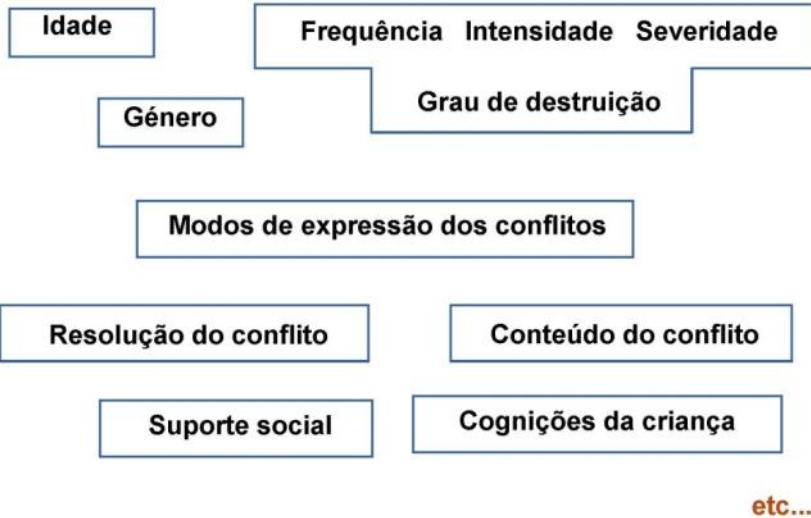 Idade
Frequência Intensidade Severidade
Grau de destruição
Género
Modos de expressão dos conflitos
Resolução do conflito
Conteúdo do conflito
Suporte social
Cognições da criança
etc...